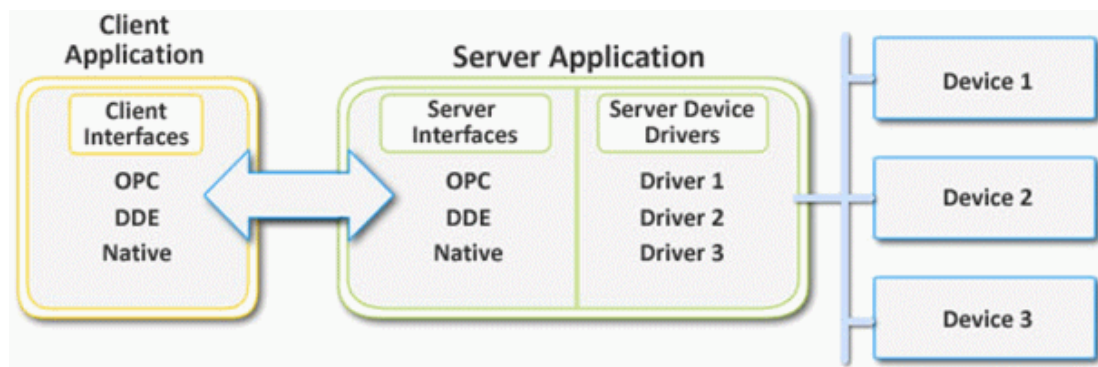 Client
Application
Client
Interfaces
OPC
DDE
Native
Server Application
Server
Interfaces
OPC
DDE
Native
Server Device
Drivers
Driver 1
Driver 2
Driver 3
Device 1
Device 2
Device 3